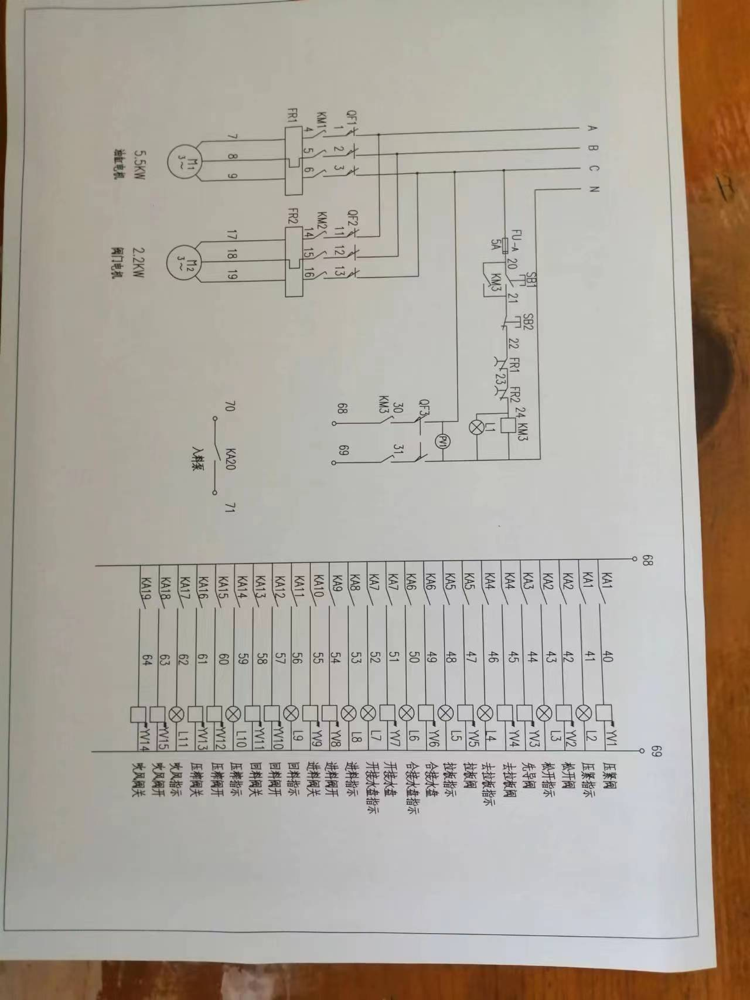 A
B
C
N
QF1
1
2
3
KM1
4
5
6
FR1
7
8
9
M1
3~
5.5KW
油缸电机
QF2
11
12
13
KM2
14
15
16
FR2
17
18
19
M2
3~
2.2KW
阀门电机
FU-A
5A
20
SB1
KM3
21
SB2
22
FR1
23
FR2
24
KM3
L1
PV1
QF3
30
31
KM3
68
69
70
KA20
71
入料泵
68
69
KA1 40 YV1 压紧阀
KA1 41 L2 压紧指示
KA2 42 YV2 松开阀
KA2 43 L3 松开指示
KA3 44 YV3 先导阀
KA4 45 YV4 去拉板阀
KA4 46 L4 去拉板指示
KA5 47 YV5 拉板阀
KA5 48 L5 拉板指示
KA6 49 YV6 合接水盘
KA6 50 L6 合接水盘指示
KA7 51 YV7 开接水盘
KA7 52 L7 开接水盘指示
KA8 53 L8 进料指示
KA9 54 YV8 进料阀开
KA10 55 YV9 进料阀关
KA11 56 L9 回料指示
KA12 57 YV10 回料阀开
KA13 58 YV11 回料阀关
KA14 59 L10 压榨指示
KA15 60 YV12 压榨阀开
KA16 61 YV13 压榨阀关
KA17 62 L11 吹风指示
KA18 63 YV15 吹风阀开
KA19 64 YV14 吹风阀关